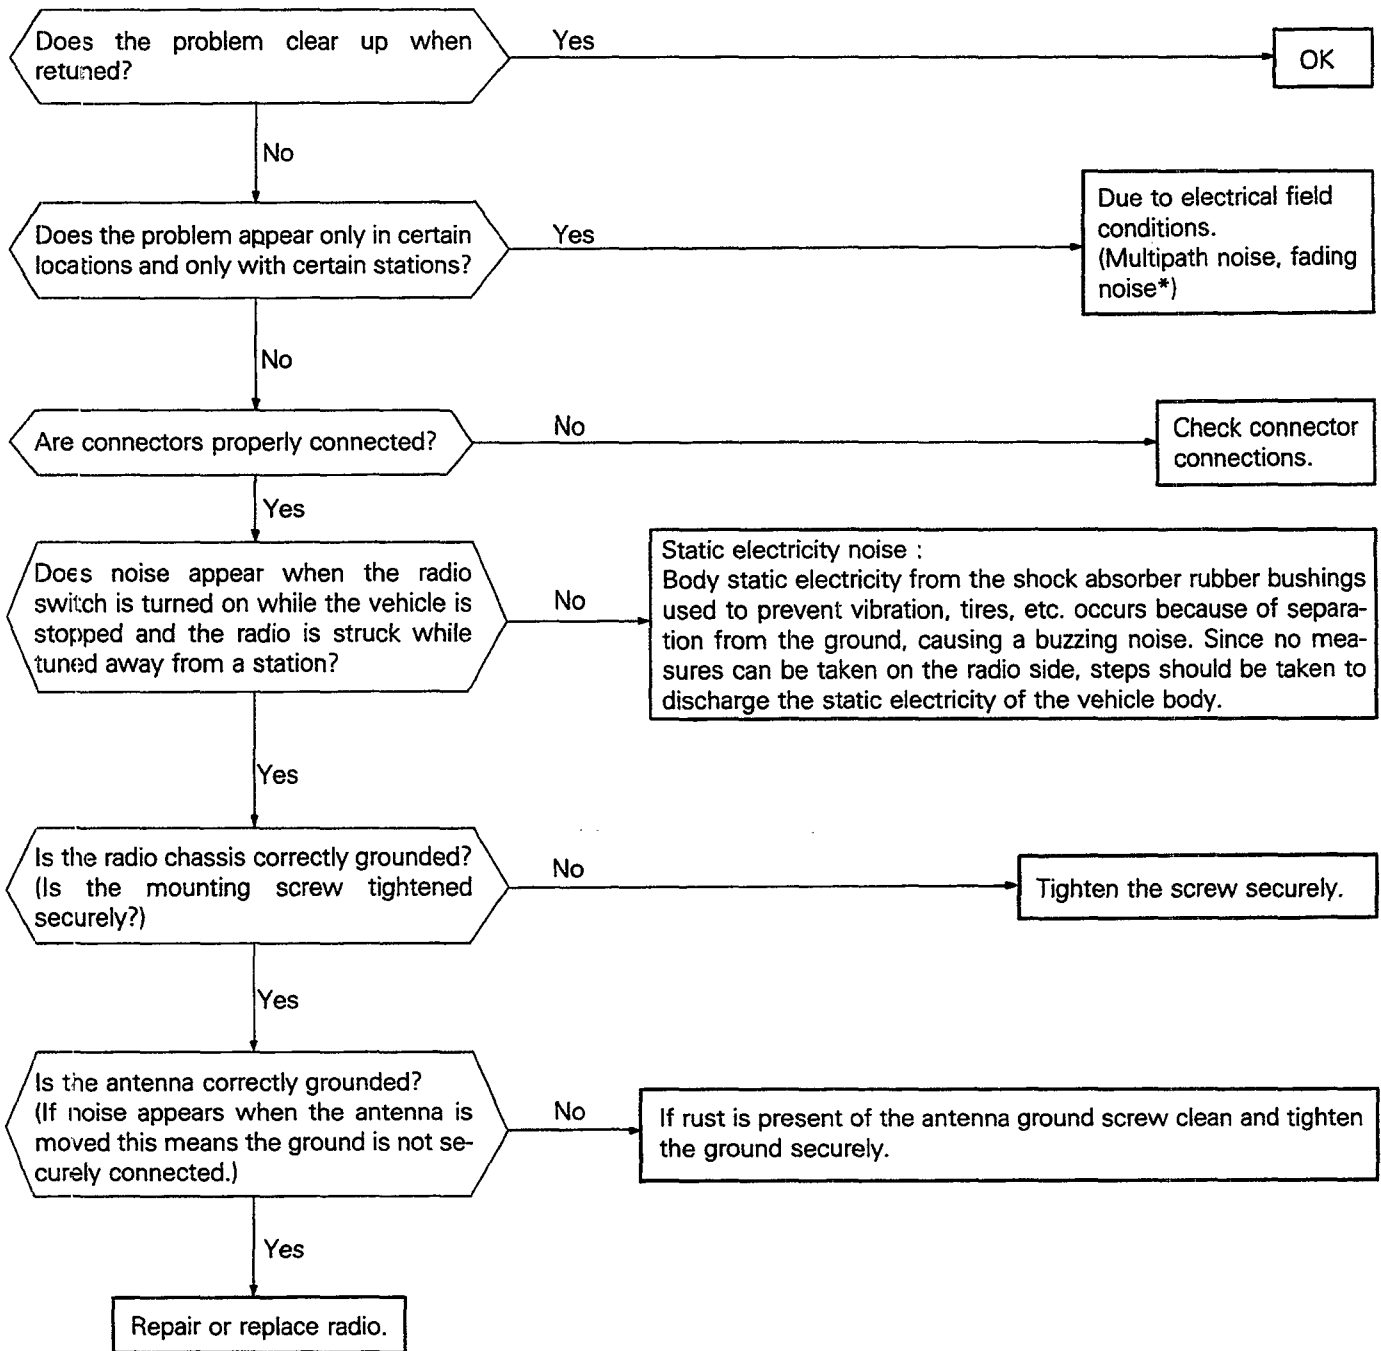 Does the problem clear up when
retuned?
Yes
OK
No
Does the problem appear only in certain
locations and only with certain stations?
Yes
Due to electrical field
conditions.
(Multipath noise, fading
noise*)
No
Are connectors properly connected?
No
Check connector
connections.
Yes
Does noise appear when the radio
switch is turned on while the vehicle is
stopped and the radio is struck while
tuned away from a station?
No
Static electricity noise :
Body static electricity from the shock absorber rubber bushings
used to prevent vibration, tires, etc. occurs because of separa-
tion from the ground, causing a buzzing noise. Since no mea-
sures can be taken on the radio side, steps should be taken to
discharge the static electricity of the vehicle body.
Yes
Is the radio chassis correctly grounded?
(Is the mounting screw tightened
securely?)
No
Tighten the screw securely.
Yes
Is the antenna correctly grounded?
(If noise appears when the antenna is
moved this means the ground is not se-
curely connected.)
No
If rust is present of the antenna ground screw clean and tighten
the ground securely.
Yes
Repair or replace radio.